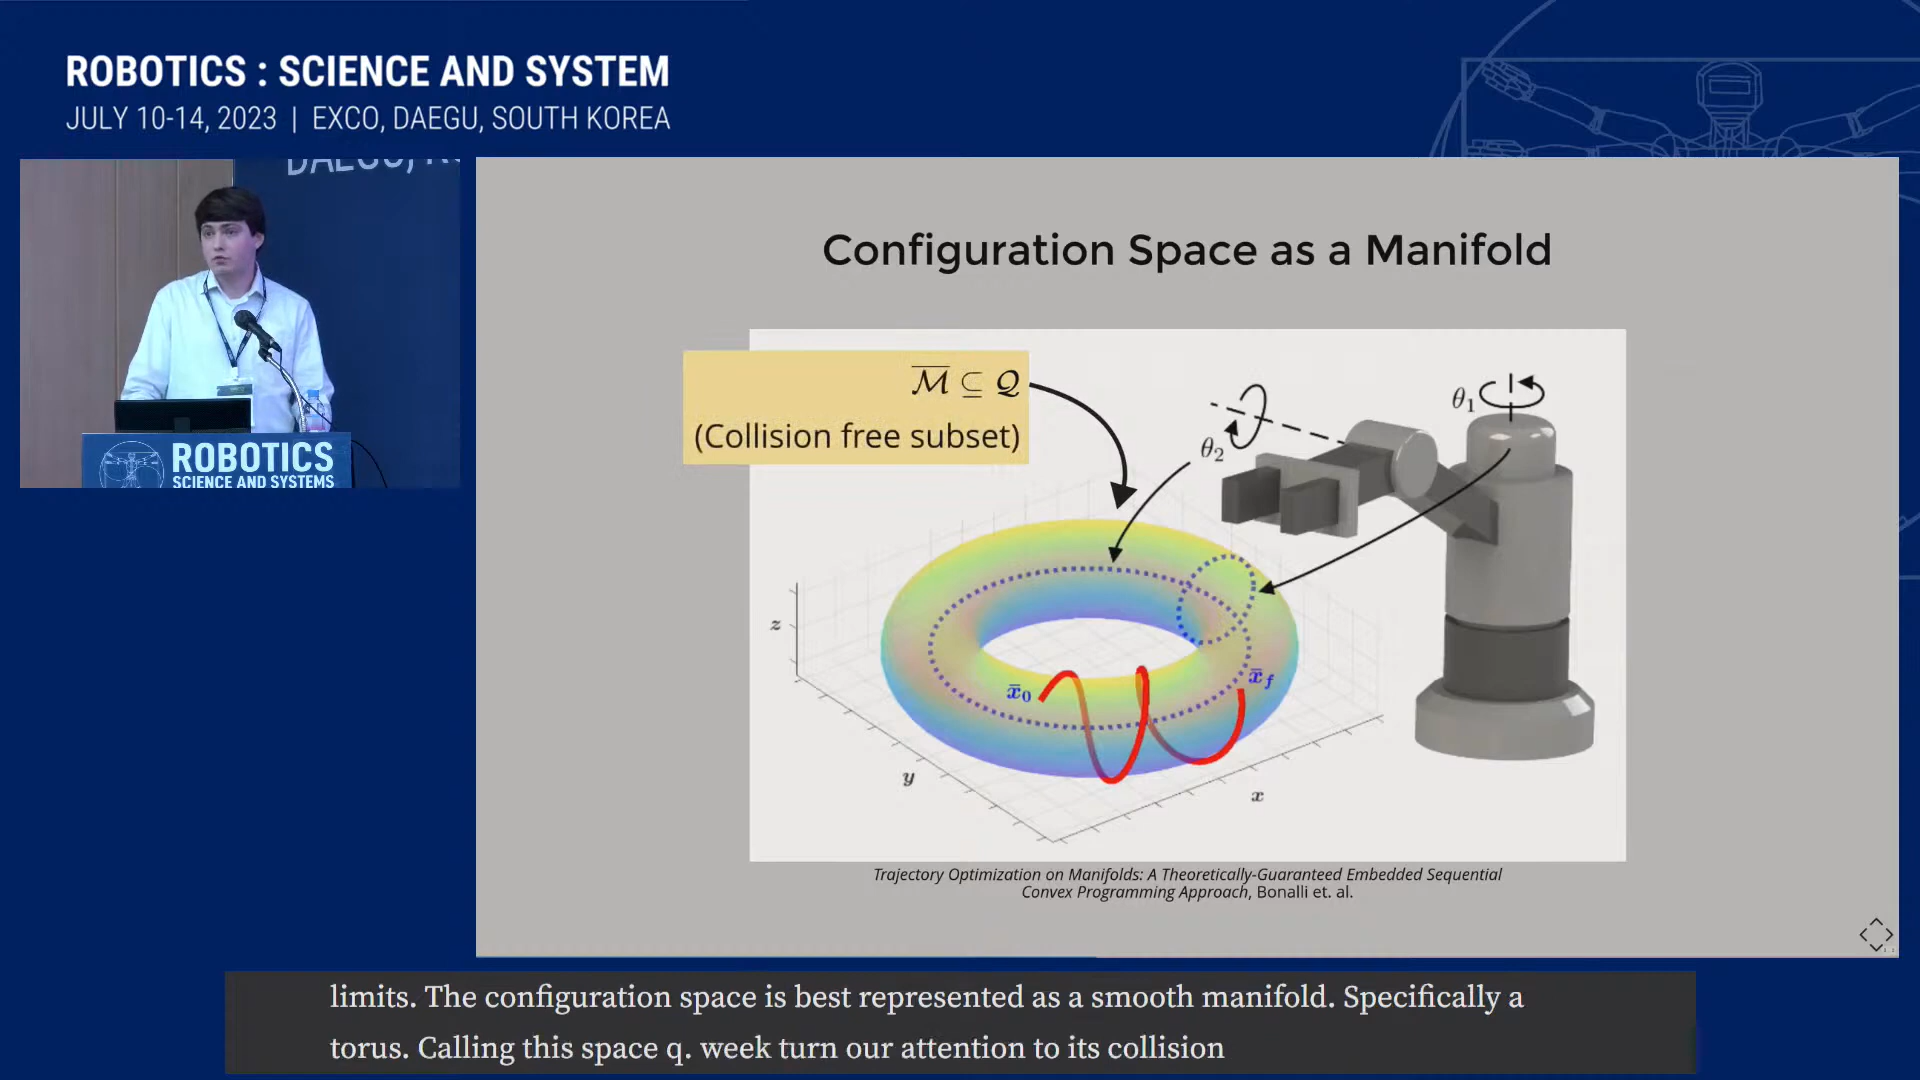 ROBOTICS : SCIENCE AND SYSTEM
JULY 10-14, 2023 | EXCO, DAEGU, SOUTH KOREA
DAEGU, K
ROBOTICS
SCIENCE AND SYSTEMS
Configuration Space as a Manifold
M̅ ⊆ Q
(Collision free subset)
θ₁
θ₂
z
x̄₀
x̄f
y
x
Trajectory Optimization on Manifolds: A Theoretically-Guaranteed Embedded Sequential
Convex Programming Approach, Bonalli et. al.
limits. The configuration space is best represented as a smooth manifold. Specifically a
torus. Calling this space q. week turn our attention to its collision